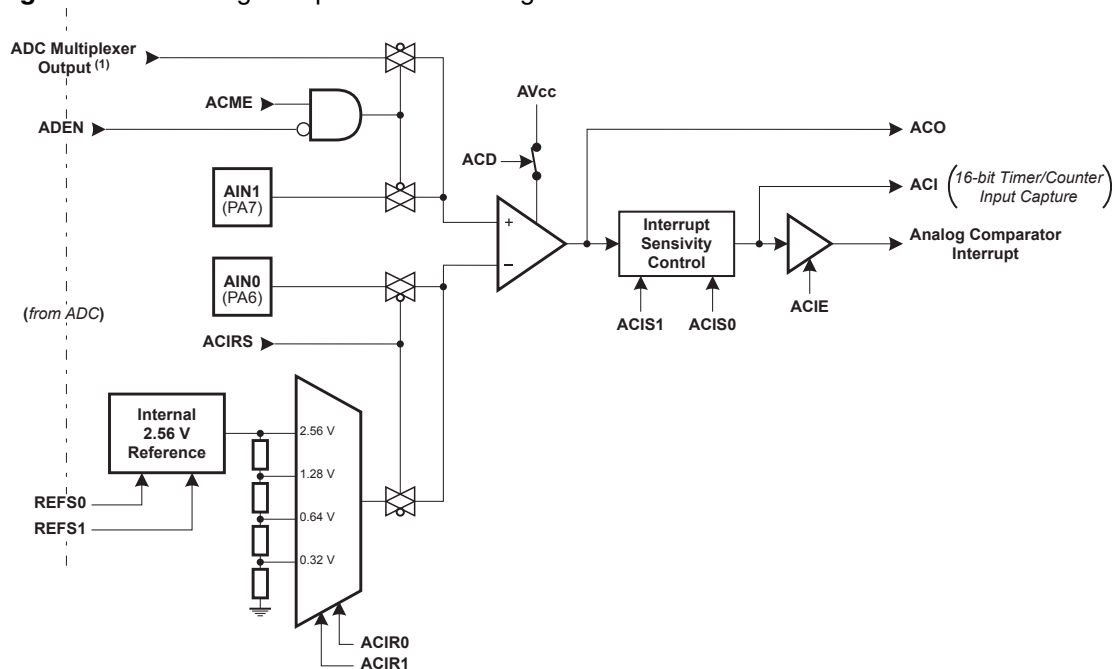 ADC Multiplexer
Output (1)
ACME
ADEN
AIN1
(PA7)
AIN0
(PA6)
(from ADC)
ACIRS
Internal
2.56 V
Reference
REFS0
REFS1
2.56 V
1.28 V
0.64 V
0.32 V
ACIR0
ACIR1
AVcc
ACD
+
−
Interrupt
Sensivity
Control
ACIS1 ACIS0
ACIE
ACO
ACI (16-bit Timer/Counter
Input Capture)
Analog Comparator
Interrupt